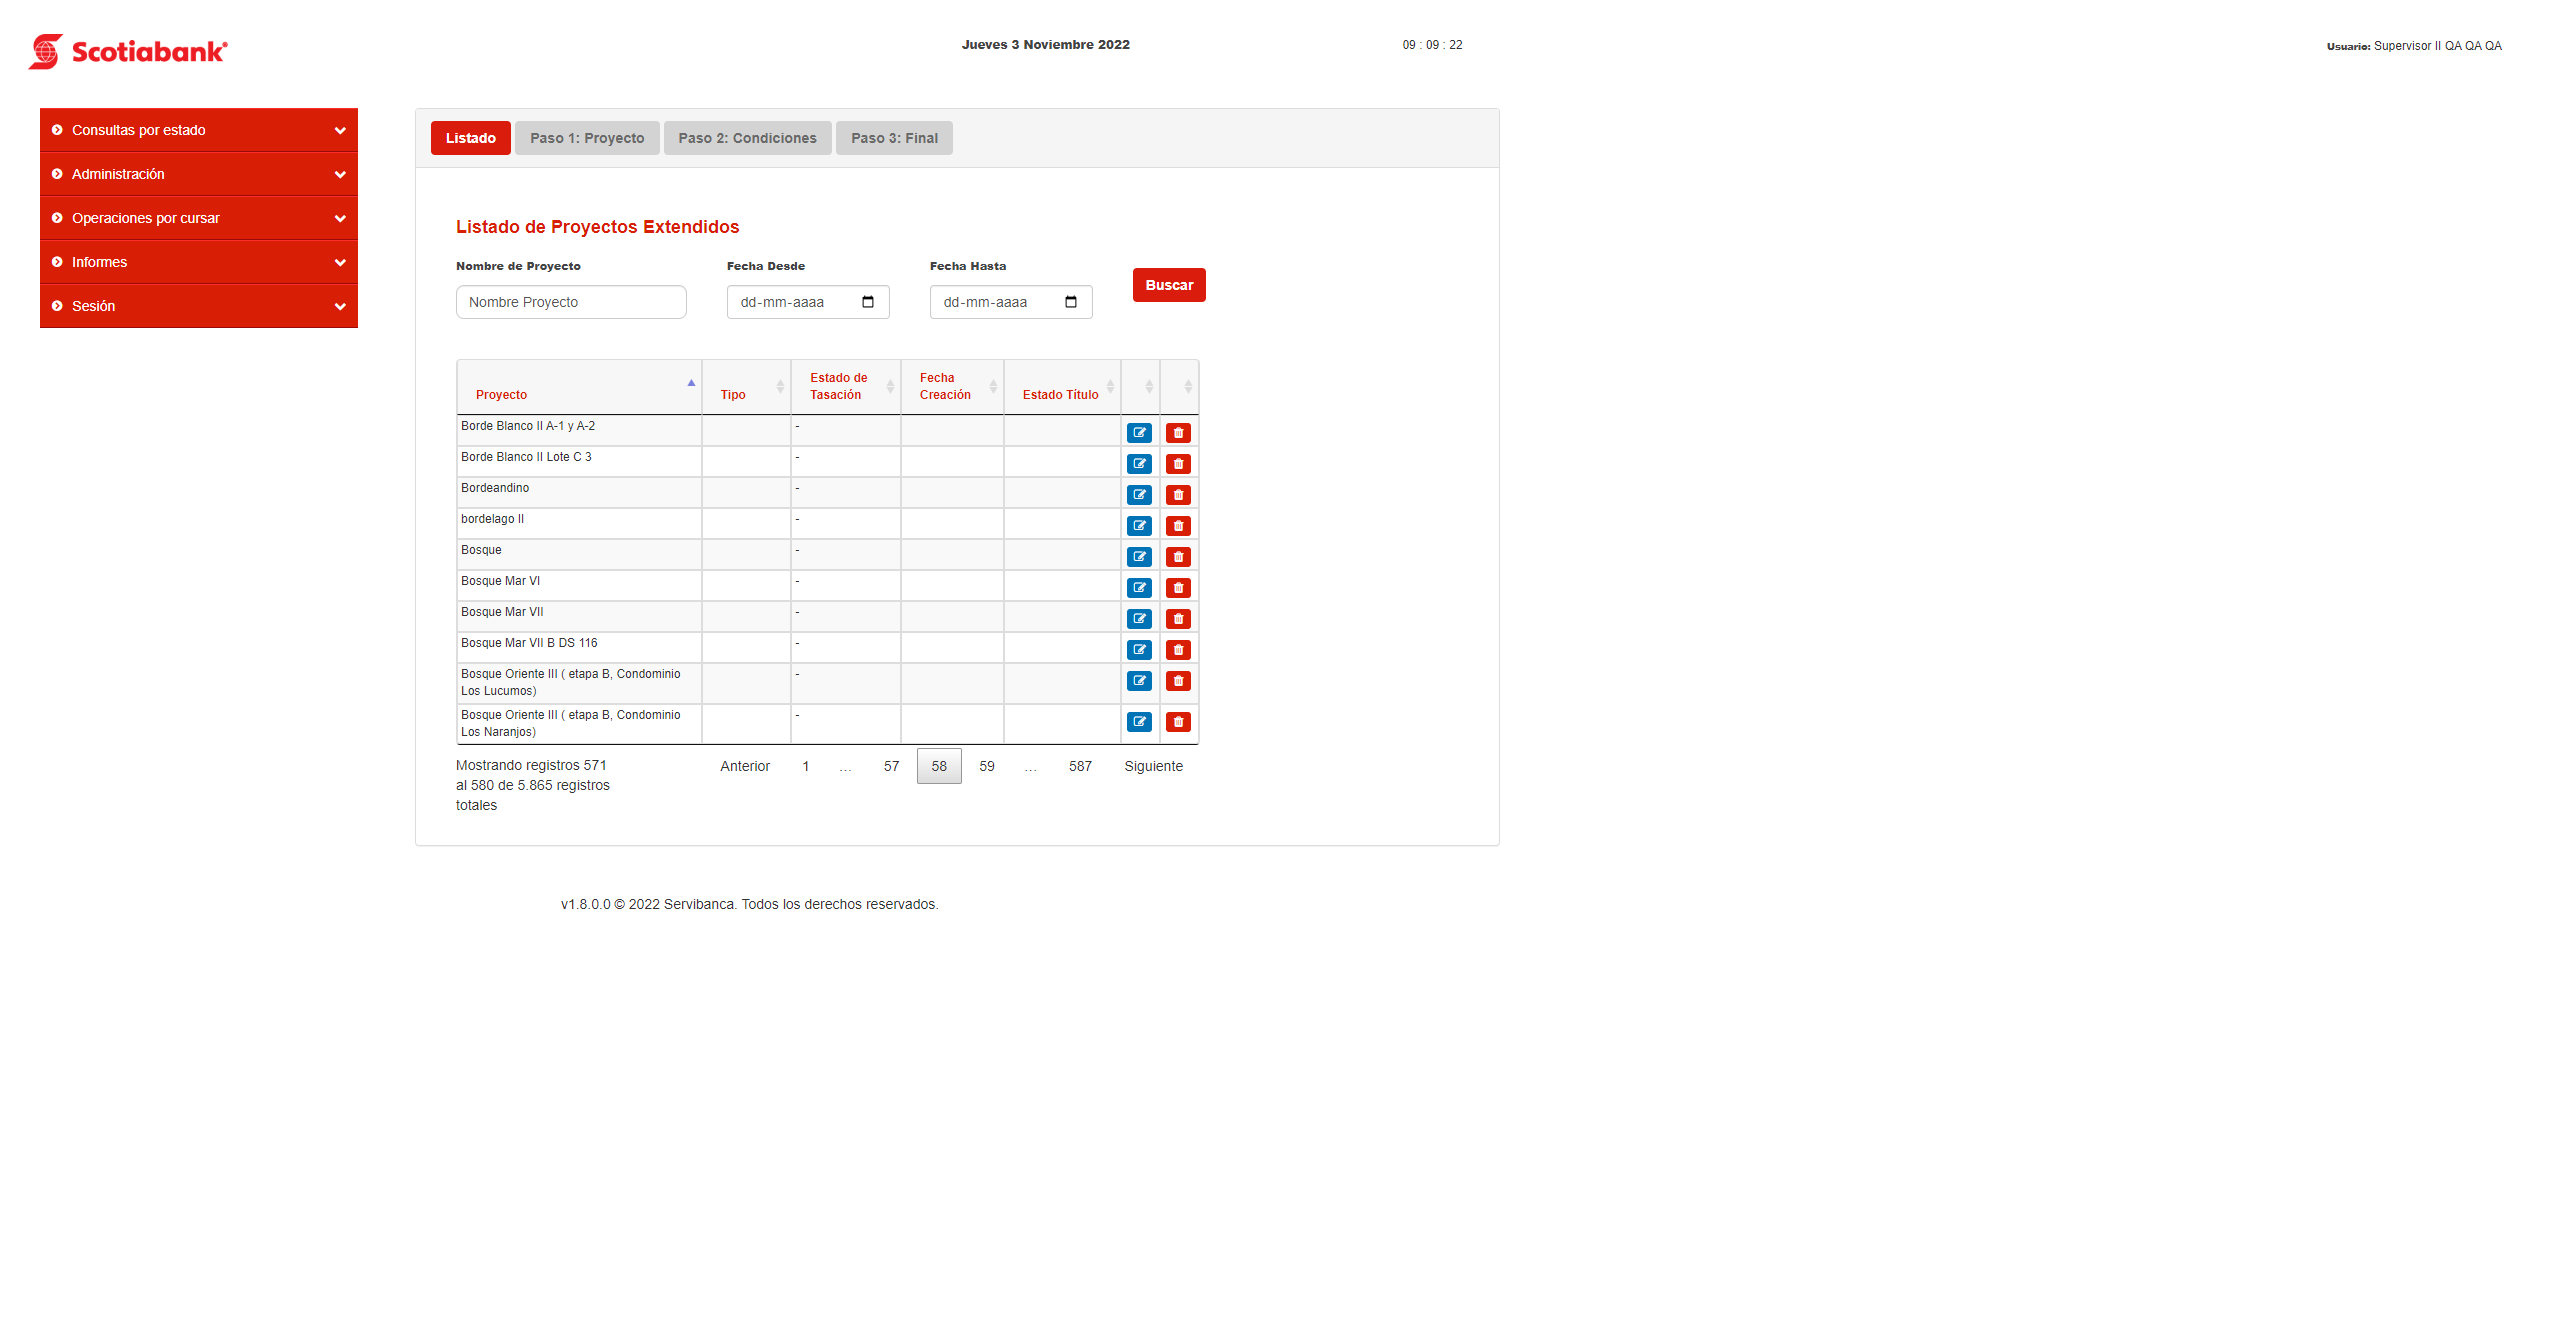 Scotiabank®
Jueves 3 Noviembre 2022
09 : 09 : 22
Usuario: Supervisor II QA QA QA
Consultas por estado
Administración
Operaciones por cursar
Informes
Sesión
Listado
Paso 1: Proyecto
Paso 2: Condiciones
Paso 3: Final
Listado de Proyectos Extendidos
Nombre de Proyecto
Fecha Desde
Fecha Hasta
Nombre Proyecto
dd-mm-aaaa
dd-mm-aaaa
Buscar
Proyecto
Tipo
Estado de
Tasación
Fecha
Creación
Estado Título
Borde Blanco II A-1 y A-2 -
Borde Blanco II Lote C 3 -
Bordeandino -
bordelago II -
Bosque -
Bosque Mar VI -
Bosque Mar VII -
Bosque Mar VII B DS 116 -
Bosque Oriente III ( etapa B, Condominio -
Los Lucumos)
Bosque Oriente III ( etapa B, Condominio -
Los Naranjos)
Mostrando registros 571
al 580 de 5.865 registros
totales
Anterior 1 ... 57 58 59 ... 587 Siguiente
v1.8.0.0 © 2022 Servibanca. Todos los derechos reservados.